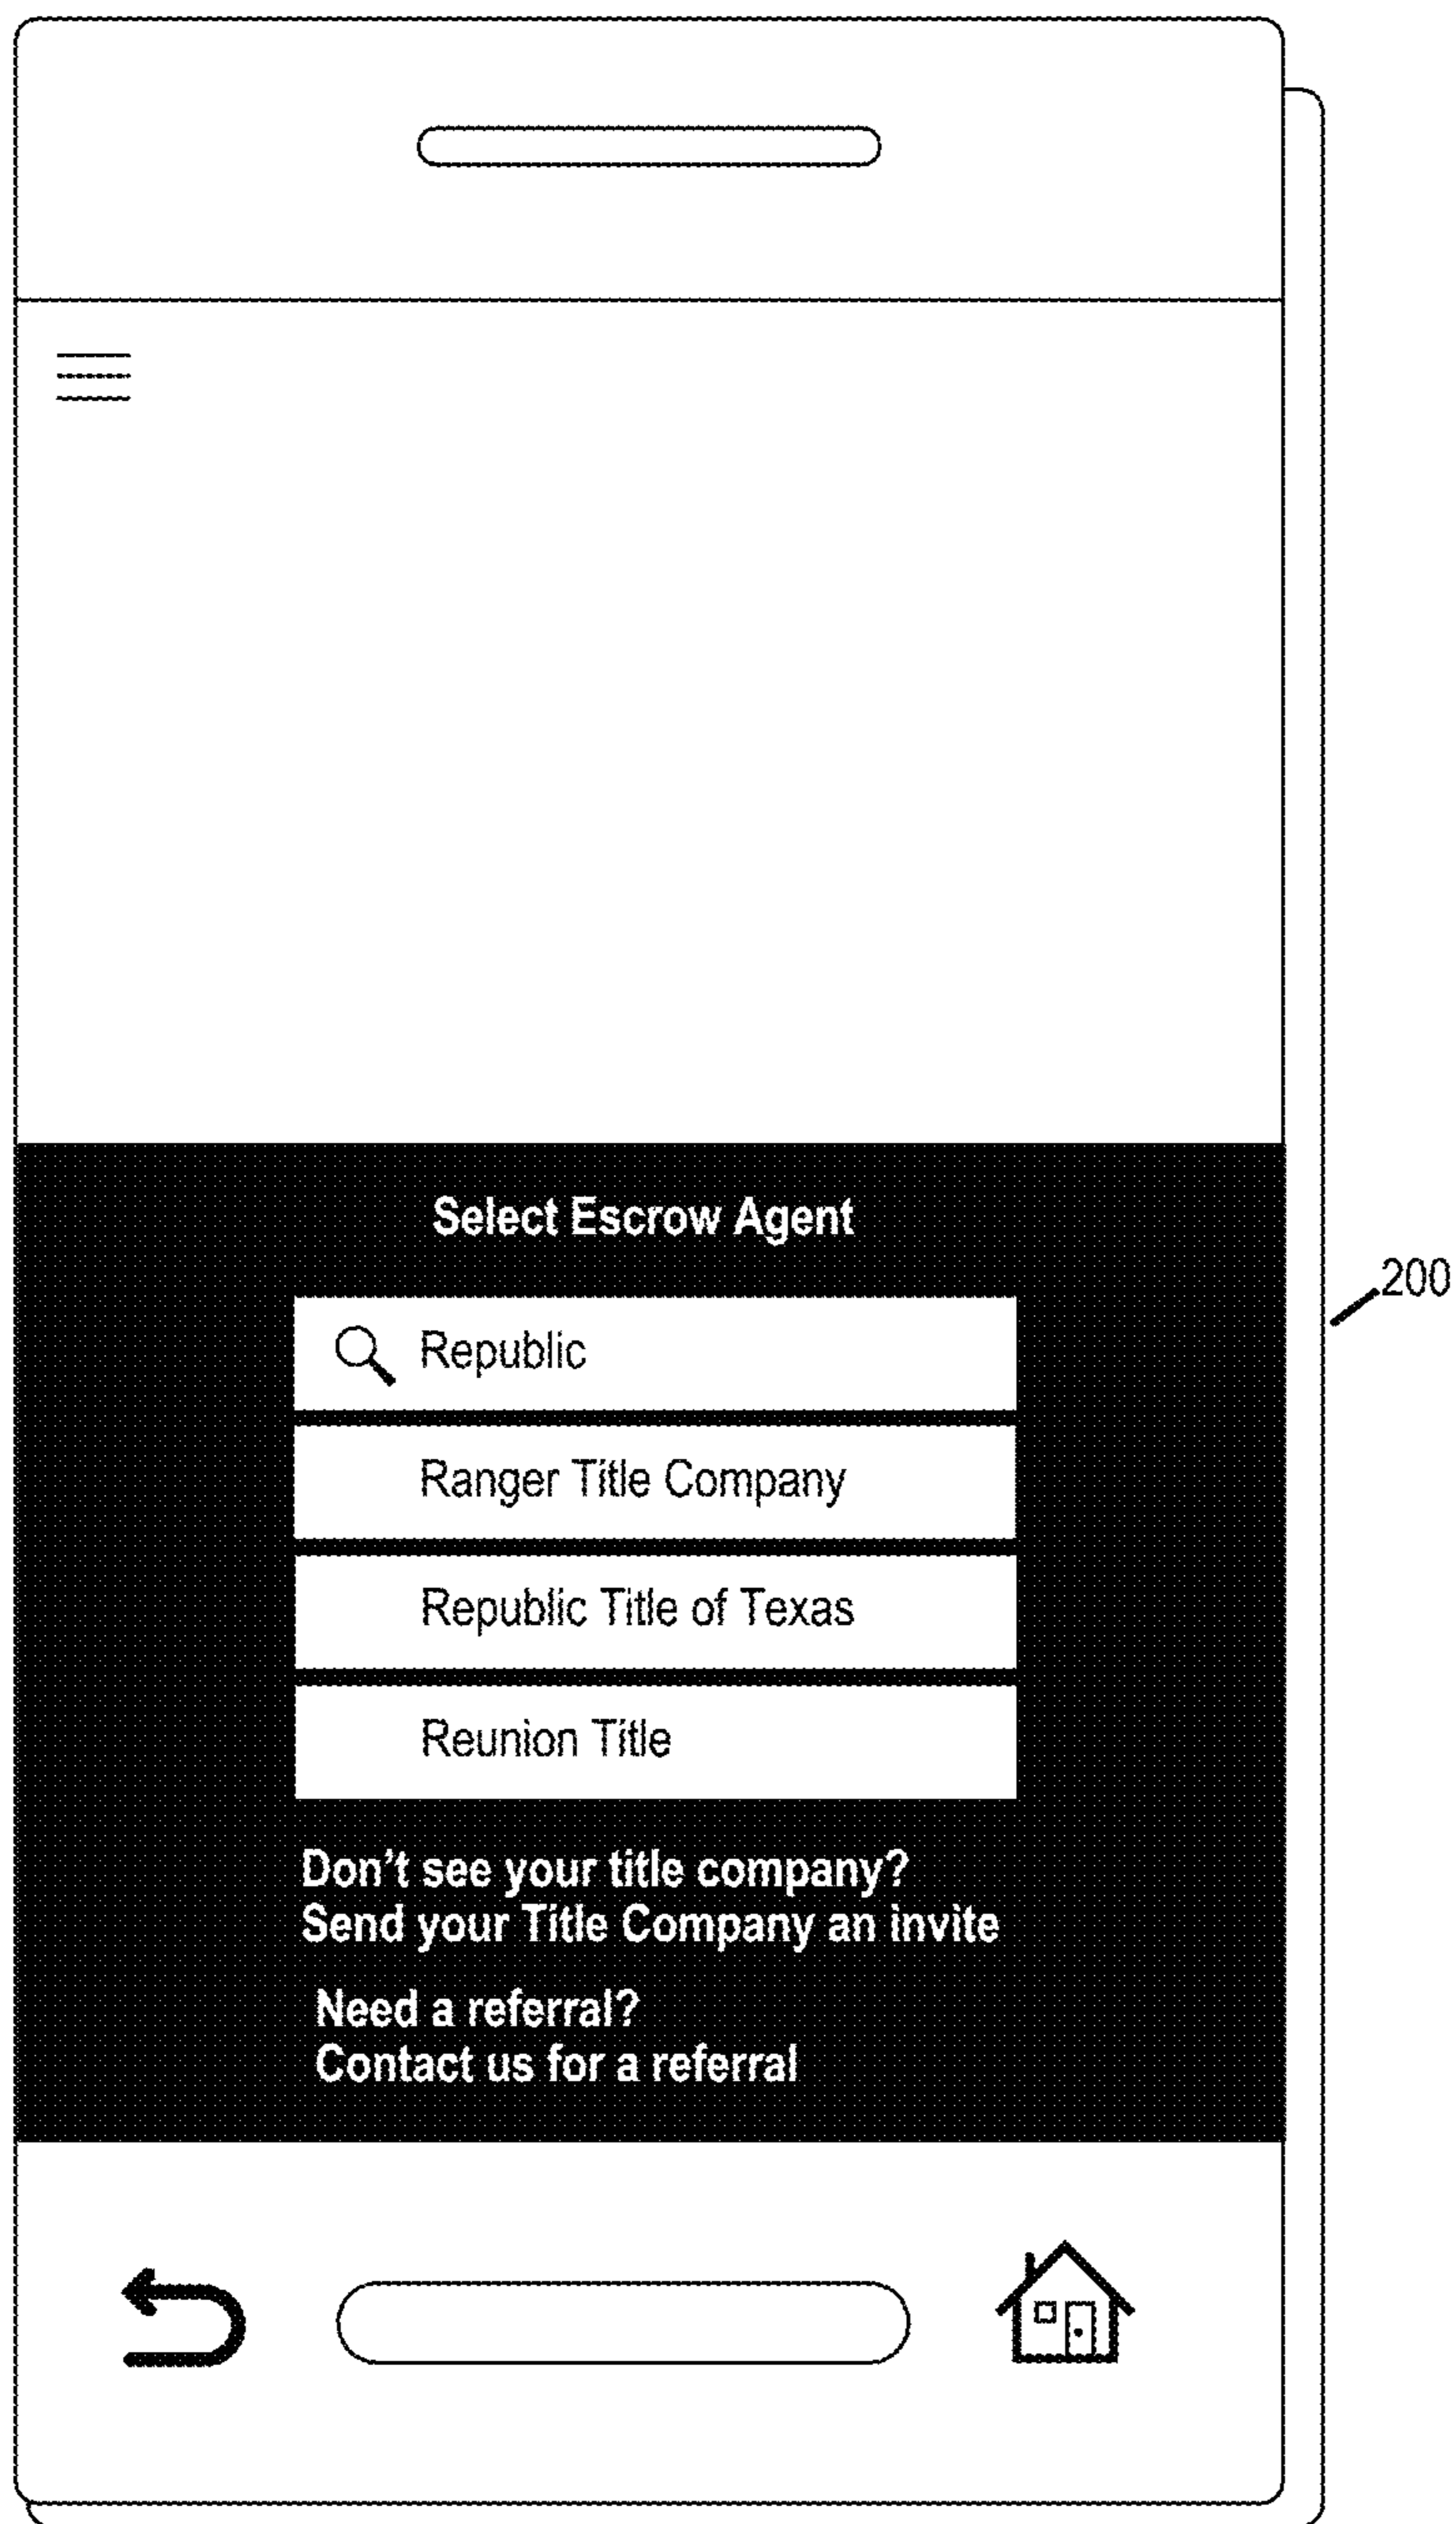 Select Escrow Agent
Republic
200
Ranger Title Company
Republic Title of Texas
Reunion Title
Don't see your title company?
Send your Title Company an invite
Need a referral?
Contact us for a referral